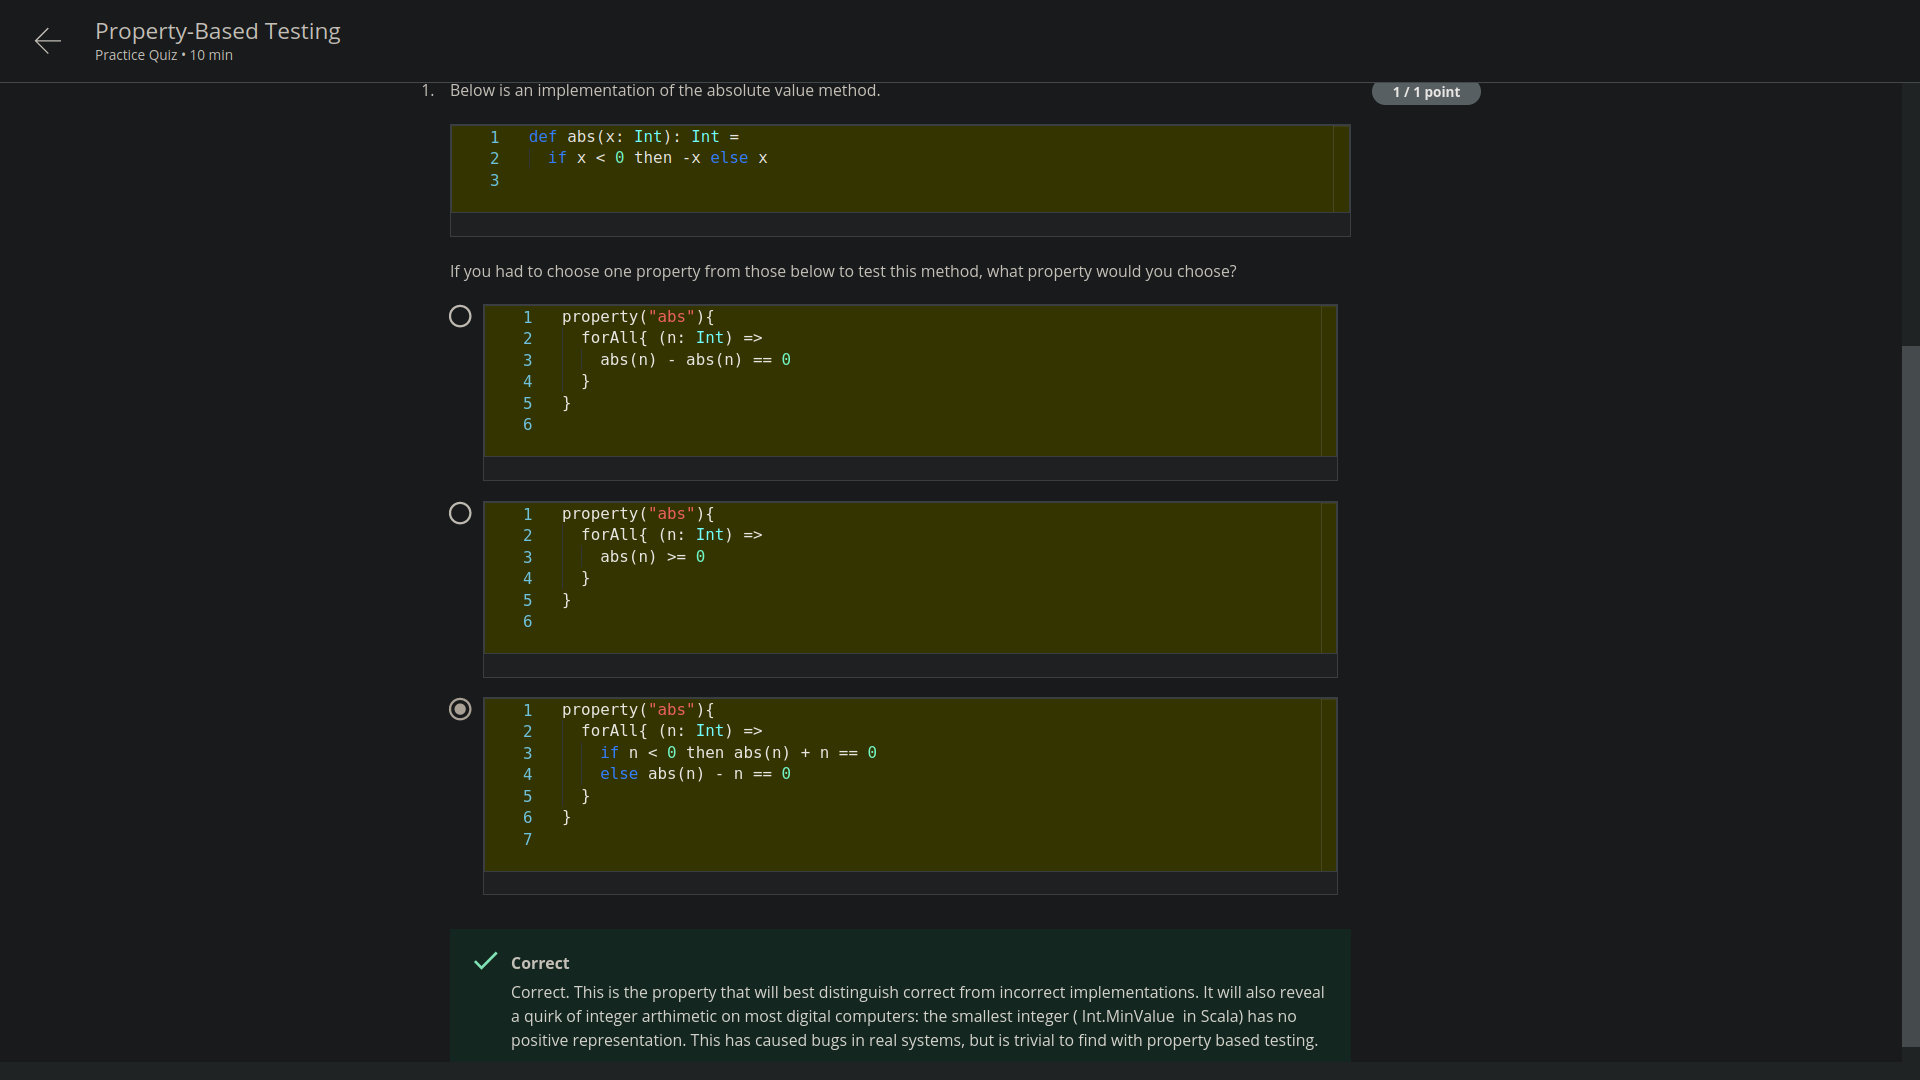 Property-Based Testing
Practice Quiz • 10 min
1. Below is an implementation of the absolute value method.
1 / 1 point
1 def abs(x: Int): Int =
2 if x < 0 then -x else x
3
If you had to choose one property from those below to test this method, what property would you choose?
1 property("abs"){
2 forAll{ (n: Int) =>
3 abs(n) - abs(n) == 0
4 }
5 }
6
1 property("abs"){
2 forAll{ (n: Int) =>
3 abs(n) >= 0
4 }
5 }
6
1 property("abs"){
2 forAll{ (n: Int) =>
3 if n < 0 then abs(n) + n == 0
4 else abs(n) - n == 0
5 }
6 }
7
Correct
Correct. This is the property that will best distinguish correct from incorrect implementations. It will also reveal
a quirk of integer arthimetic on most digital computers: the smallest integer ( Int.MinValue in Scala) has no
positive representation. This has caused bugs in real systems, but is trivial to find with property based testing.